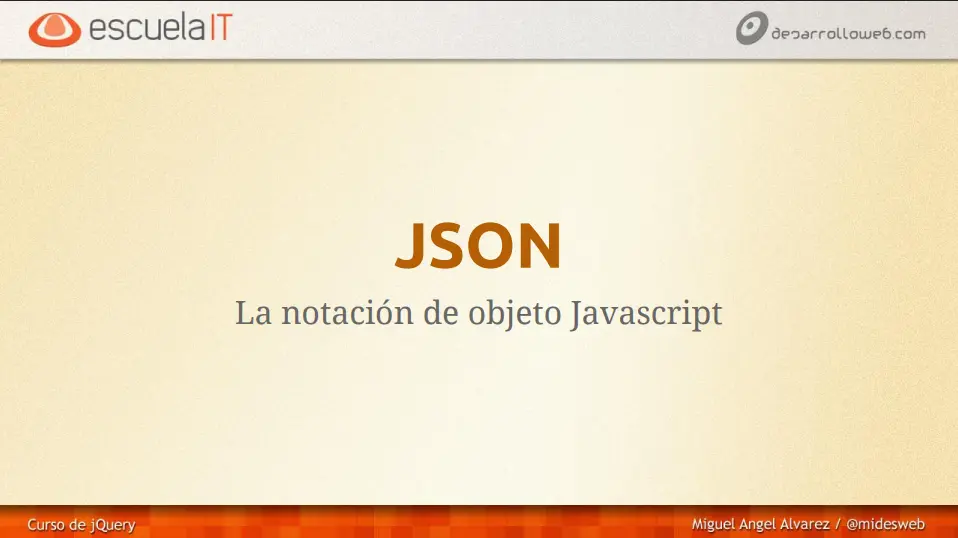 escuelaIT
desarrolloweb.com
JSON
La notación de objeto Javascript
Curso de jQuery
Miguel Angel Alvarez / @midesweb